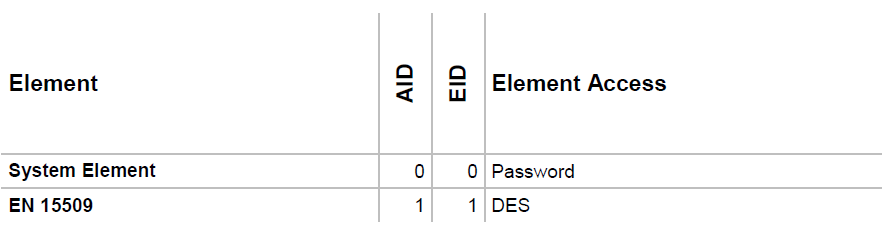 Element AID EID Element Access
System Element 0 0 Password
EN 15509 1 1 DES